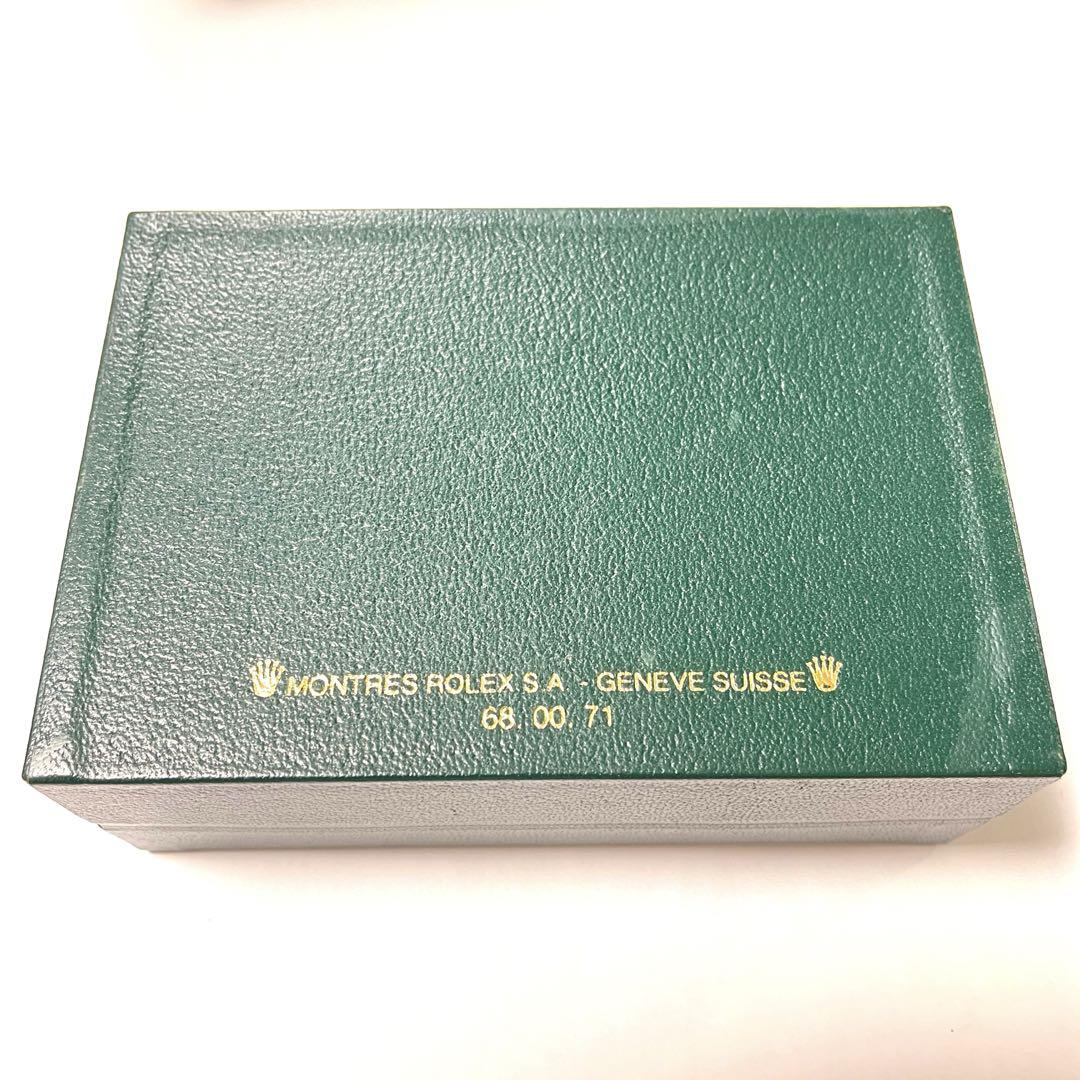 MONTRES ROLEX S.A - GENEVE SUISSE
68. 00. 71